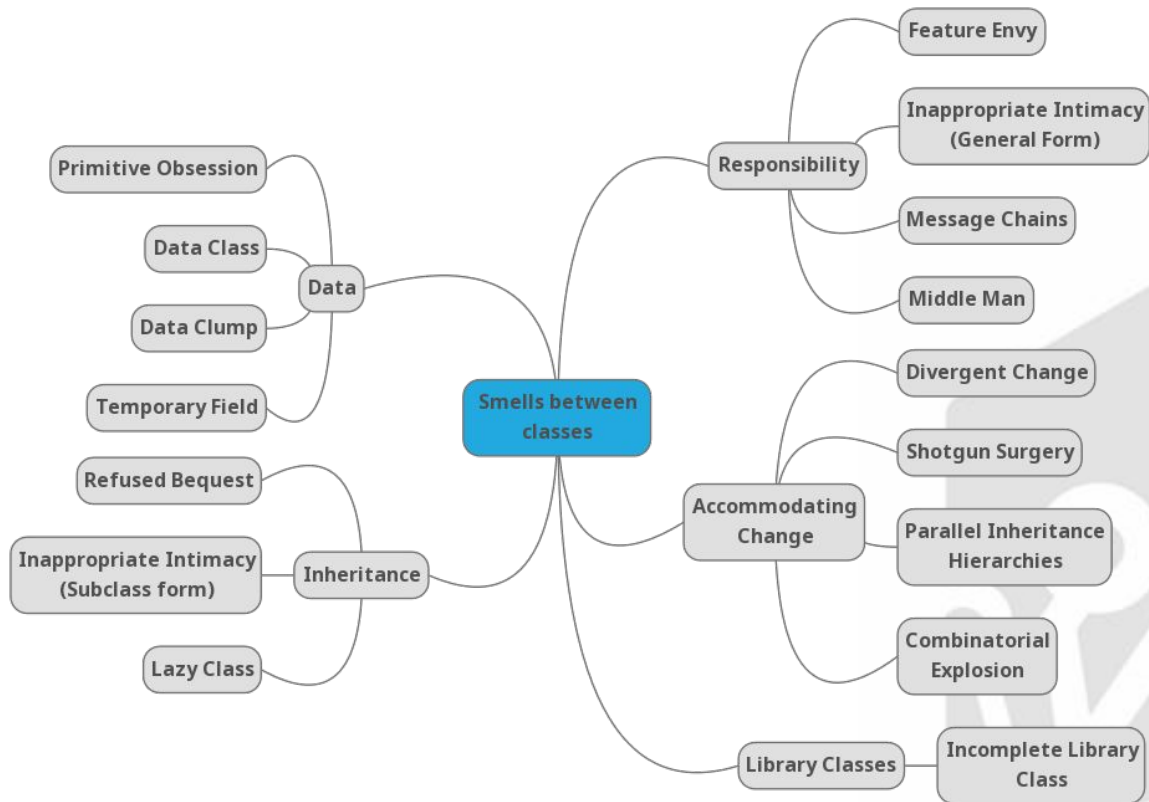 Smells between
classes
Responsibility
Feature Envy
Inappropriate Intimacy
(General Form)
Message Chains
Middle Man
Accommodating
Change
Divergent Change
Shotgun Surgery
Parallel Inheritance
Hierarchies
Combinatorial
Explosion
Library Classes
Incomplete Library
Class
Data
Primitive Obsession
Data Class
Data Clump
Temporary Field
Inheritance
Refused Bequest
Inappropriate Intimacy
(Subclass form)
Lazy Class